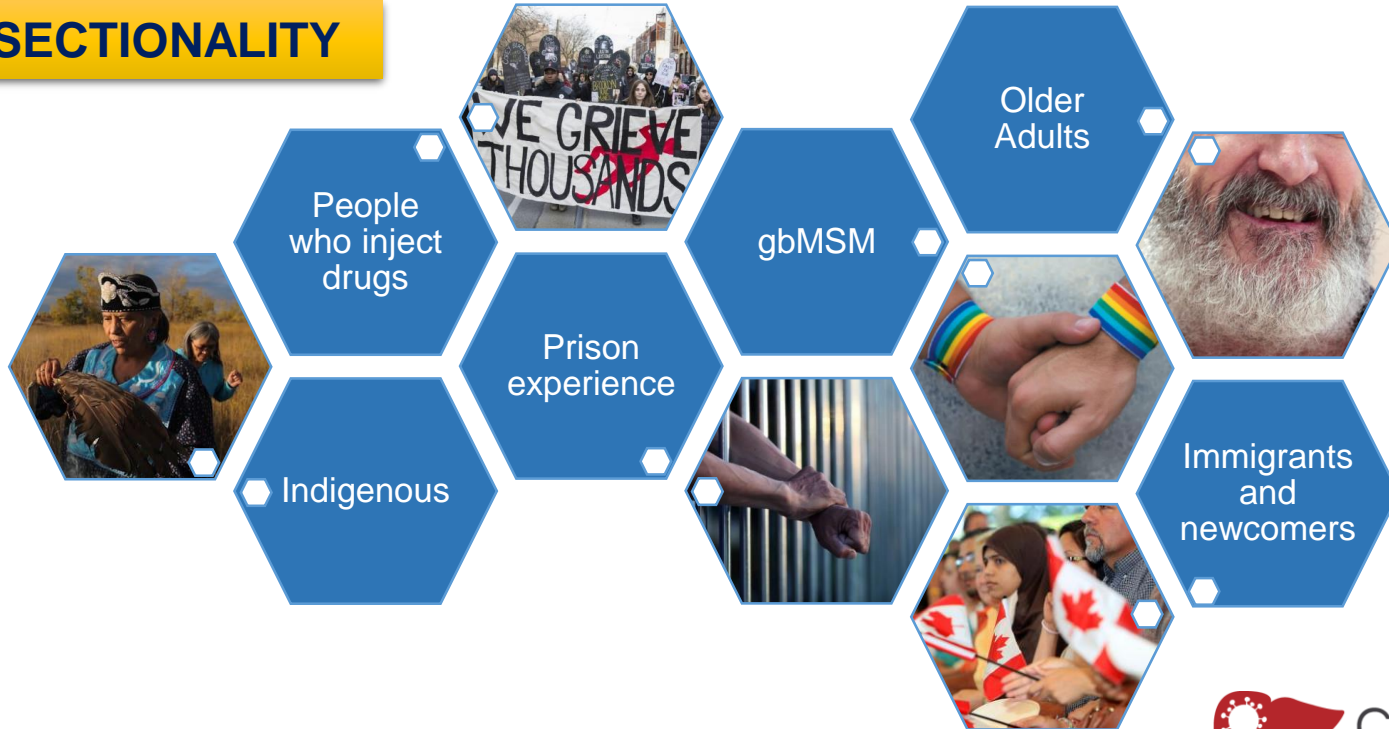 SECTIONALITY
WE GRIEVE
THOUSANDS
People
who inject
drugs
Indigenous
Prison
experience
gbMSM
Older
Adults
Immigrants
and
newcomers
C